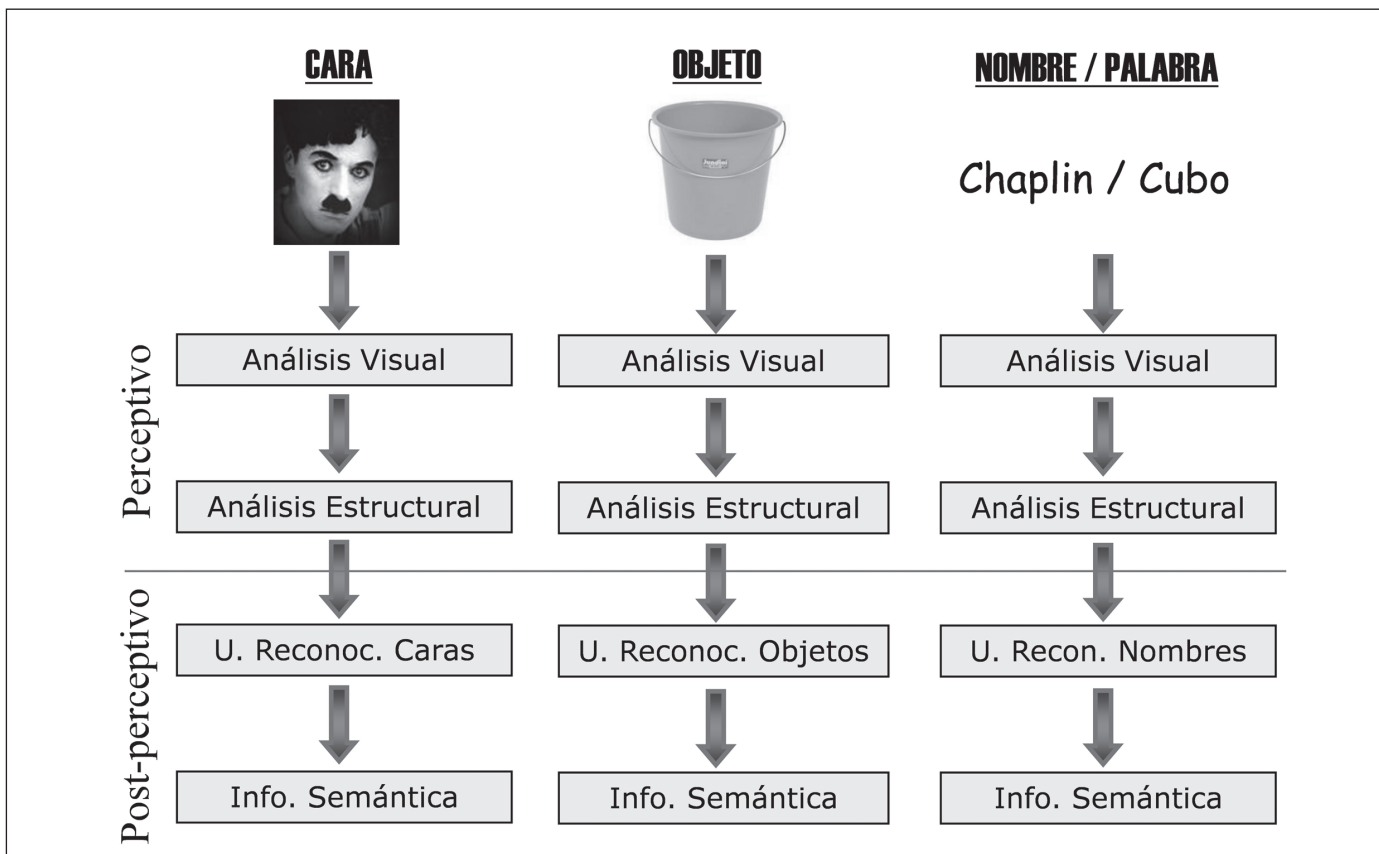 CARA
OBJETO
NOMBRE / PALABRA
Chaplin / Cubo
Perceptivo
Análisis Visual
Análisis Visual
Análisis Visual
Análisis Estructural
Análisis Estructural
Análisis Estructural
Post-perceptivo
U. Reconoc. Caras
U. Reconoc. Objetos
U. Recon. Nombres
Info. Semántica
Info. Semántica
Info. Semántica